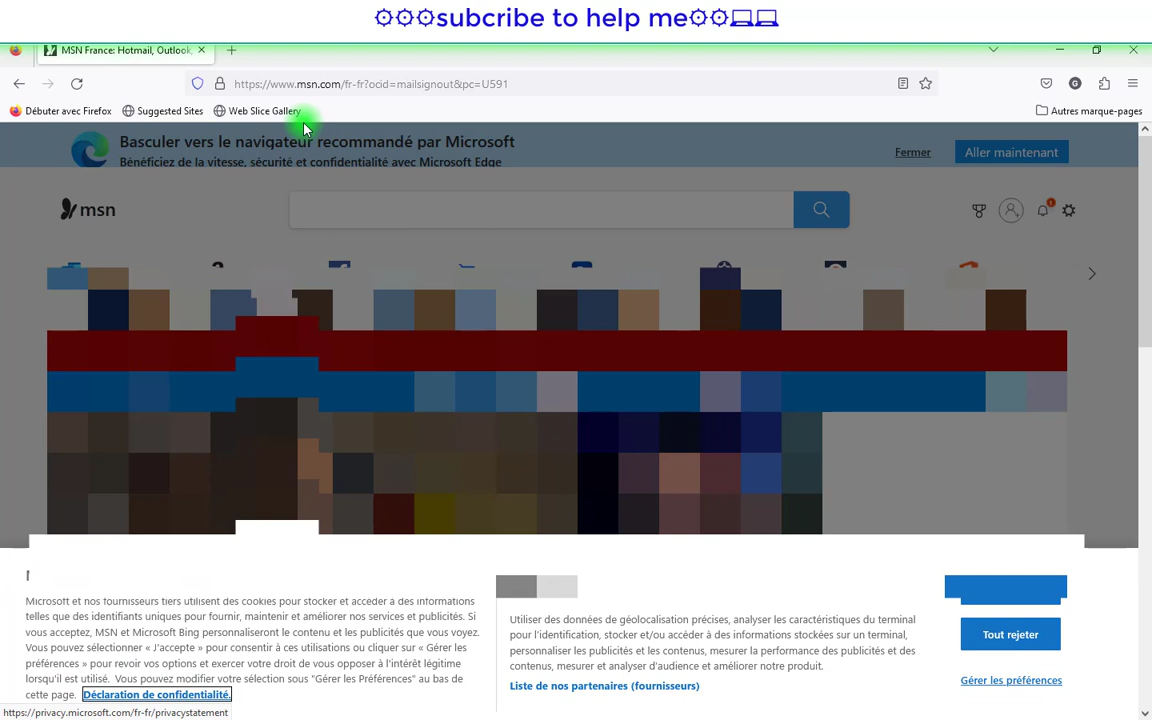 ⚙⚙⚙subcribe to help me⚙⚙💻💻
MSN France: Hotmail, Outlook,
https://www.msn.com/fr-fr?ocid=mailsignout&pc=U591
Débuter avec Firefox
Suggested Sites
Web Slice Gallery
Autres marque-pages
Basculer vers le navigateur recommandé par Microsoft
Bénéficiez de la vitesse, sécurité et confidentialité avec Microsoft Edge
Fermer
Aller maintenant
msn
Microsoft et nos fournisseurs tiers utilisent des cookies pour stocker et accéder à des informations
telles que des identifiants uniques pour fournir, maintenir et améliorer nos services et publicités. Si
vous acceptez, MSN et Microsoft Bing personnaliseront le contenu et les publicités que vous voyez.
Vous pouvez sélectionner « J'accepte » pour consentir à ces utilisations ou cliquer sur « Gérer les
préférences » pour revoir vos options et exercer votre droit de vous opposer à l'intérêt légitime
lorsqu'il est utilisé. Vous pouvez modifier votre sélection sous "Gérer les Préférences" au bas de
cette page. Déclaration de confidentialité.
Utiliser des données de géolocalisation précises, analyser les caractéristiques du terminal
pour l'identification, stocker et/ou accéder à des informations stockées sur un terminal,
personnaliser les publicités et les contenus, mesurer la performance des publicités et des
contenus, mesurer et analyser d'audience et améliorer notre produit.
Liste de nos partenaires (fournisseurs)
Tout rejeter
Gérer les préférences
https://privacy.microsoft.com/fr-fr/privacystatement